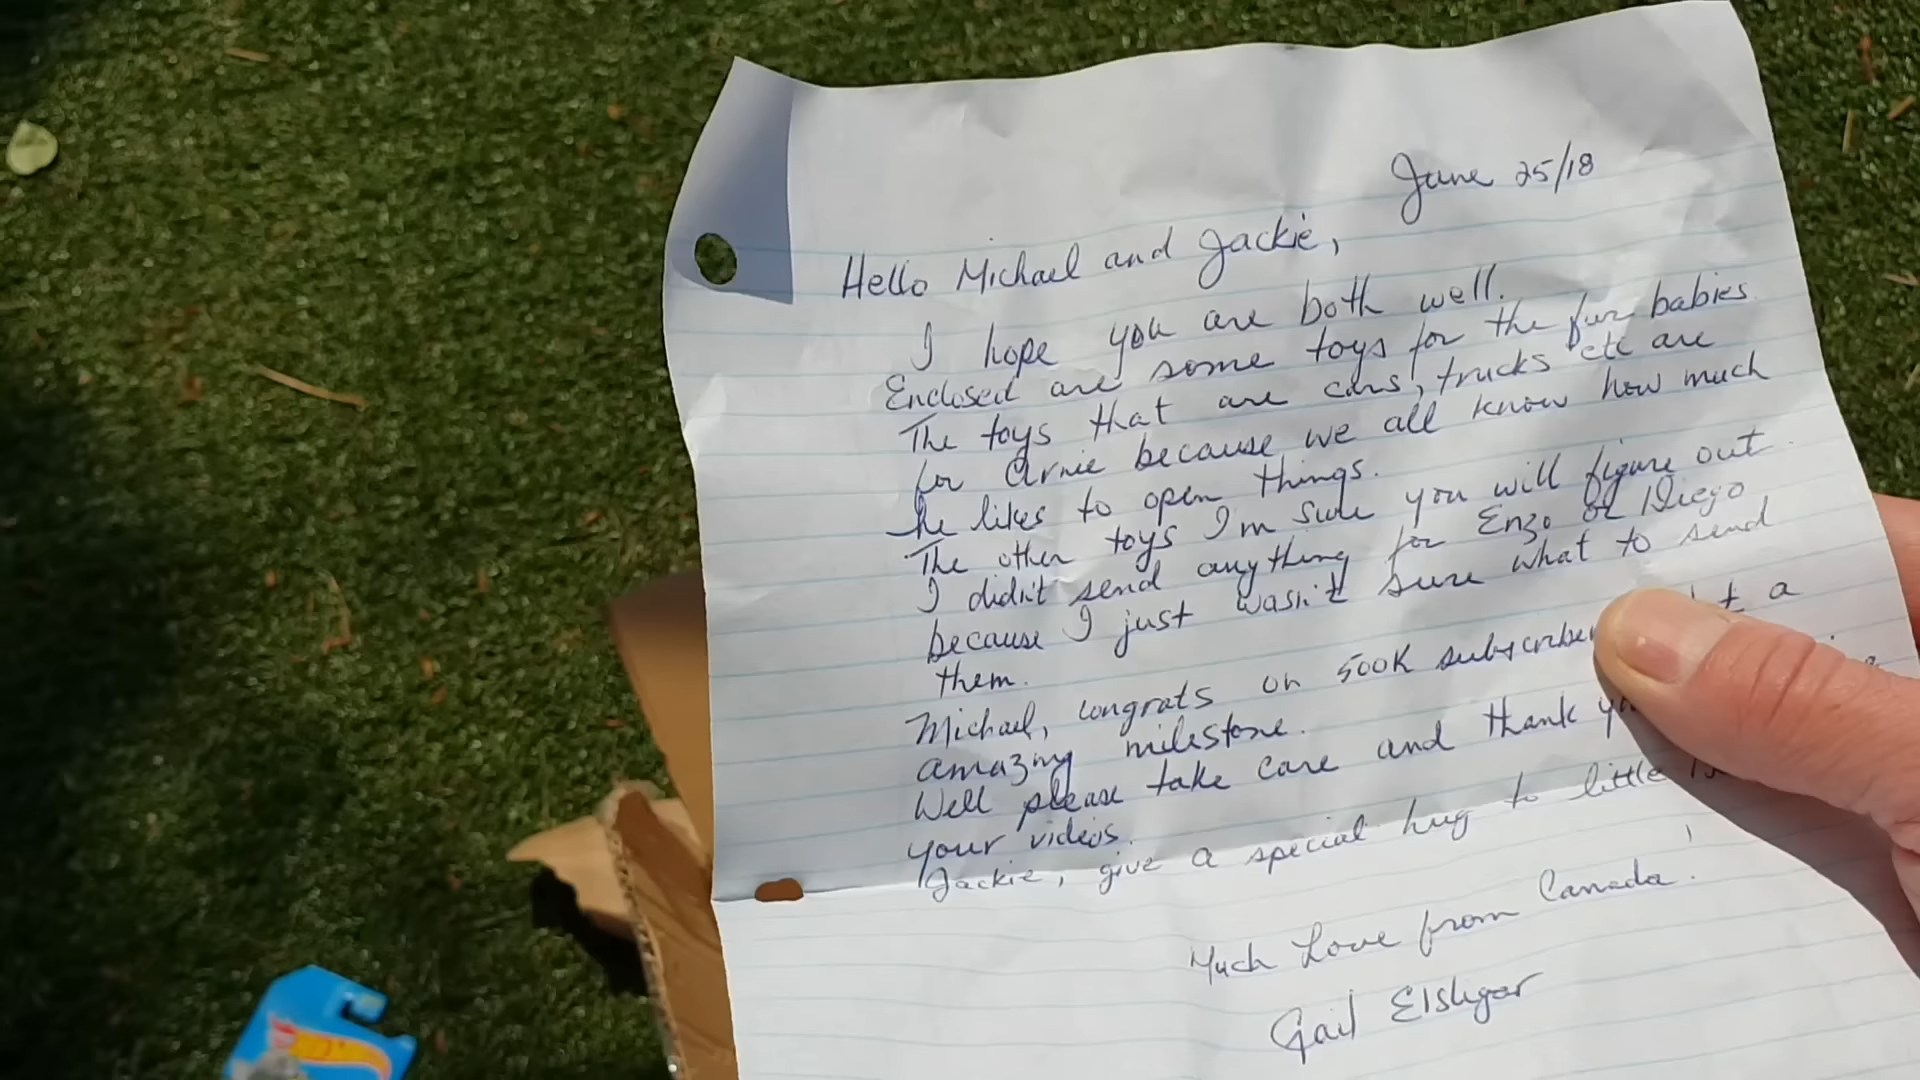 June 25/18
Hello Michael and Jackie,
I hope you are both well.
Enclosed are some toys for the fur babies
The toys that are cars, trucks etc are
for Arnie because we all know how much
he likes to open things.
The other toys I'm sure you will figure out
I didn't send anything for Enzo or Diego
because I just wasn't sure what to send
them.
Michael, congrats on 500K a
amazing milestone.
Well please take care and thank
your videos.
Jackie, give a special hug to little
Much Love from Canada!
Gail